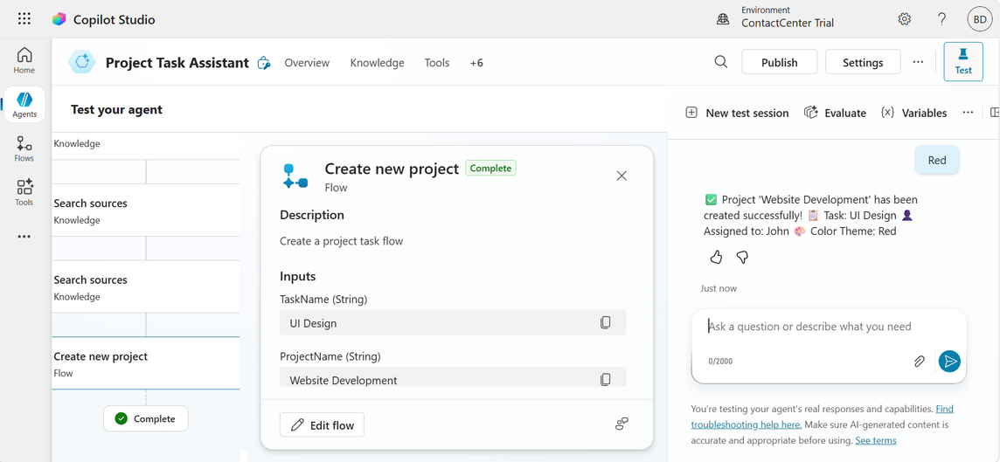 Copilot Studio
Environment
ContactCenter Trial
BD
Home
Agents
Flows
Tools
Project Task Assistant
Overview
Knowledge
Tools
+6
Publish
Settings
Test
Test your agent
Knowledge
Search sources
Knowledge
Search sources
Knowledge
Create new project
Flow
Complete
Create new project
Complete
Flow
Description
Create a project task flow
Inputs
TaskName (String)
UI Design
ProjectName (String)
Website Development
Edit flow
New test session
Evaluate
{x} Variables
Red
✅ Project 'Website Development' has been
created successfully! 📋 Task: UI Design 👤
Assigned to: John 🎨 Color Theme: Red
Just now
Ask a question or describe what you need
0/2000
You're testing your agent's real responses and capabilities. Find
troubleshooting help here. Make sure AI-generated content is
accurate and appropriate before using. See terms